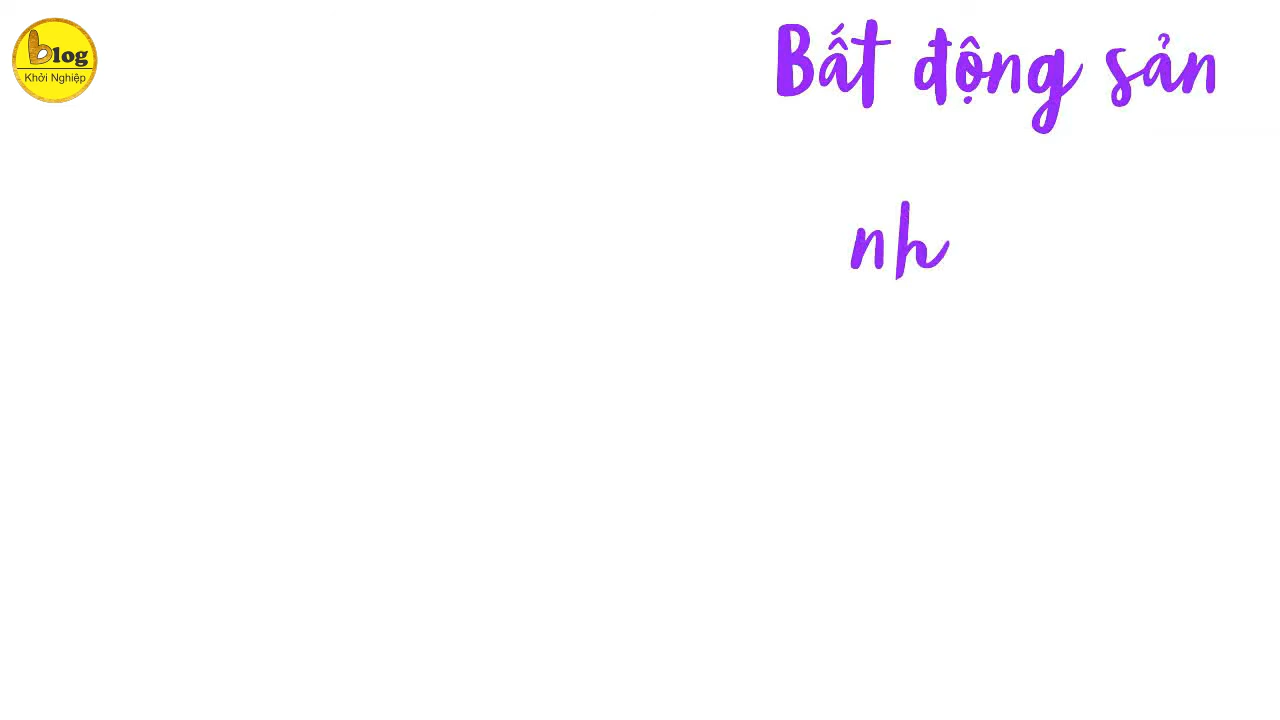 blog
Khởi Nghiệp
Bất động sản
nh